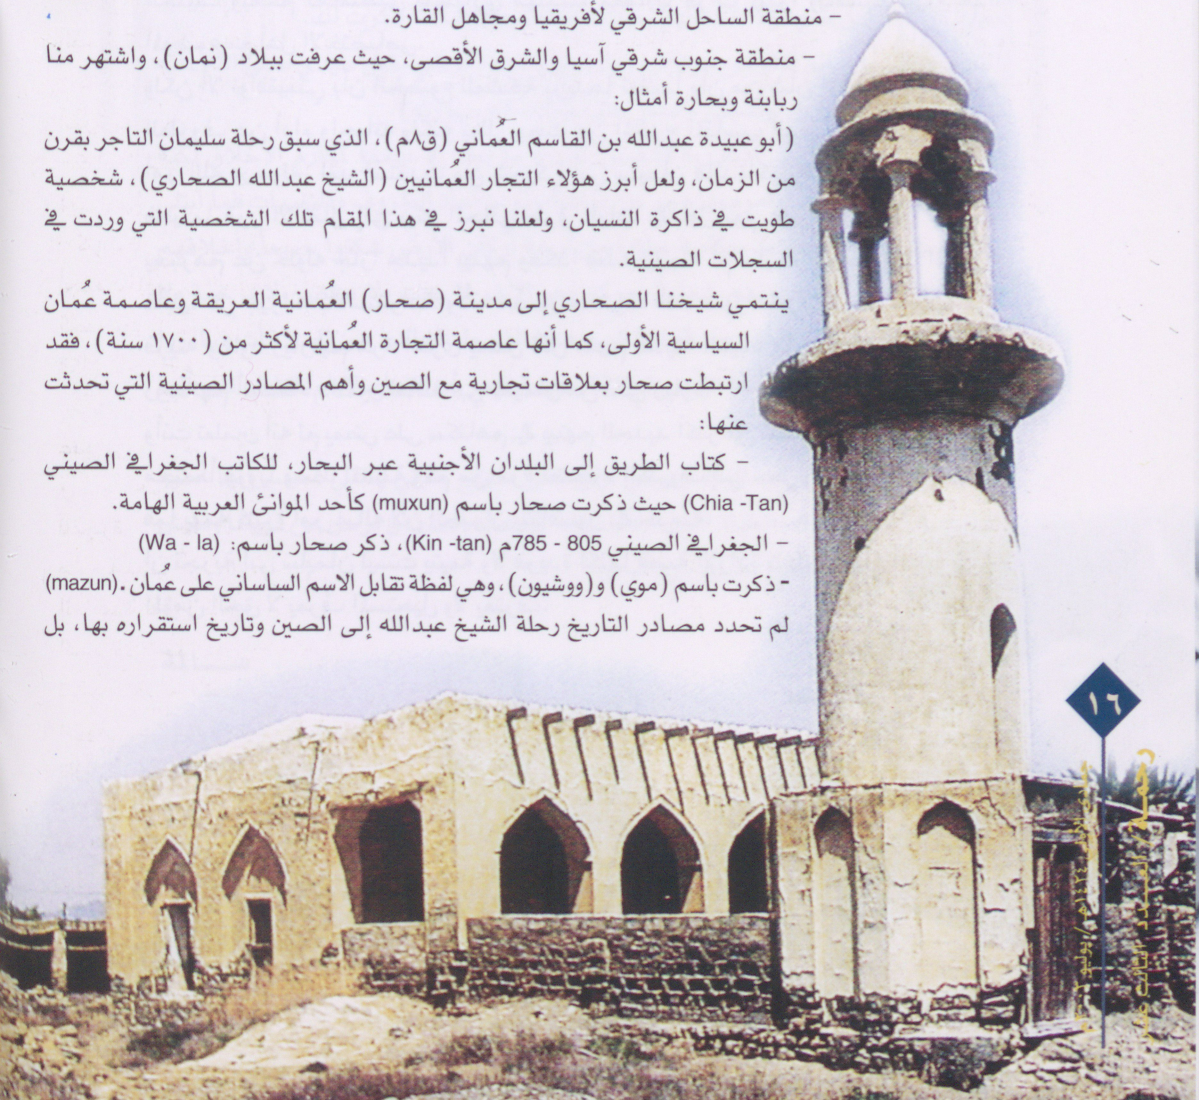 – منطقة الساحل الشرقي لأفريقيا ومجاهل القارة.
– منطقة جنوب شرقي آسيا والشرق الأقصى، حيث عرفت ببلاد (نمان)، واشتهر منا
ربابنة وبحارة أمثال:
(أبو عبيدة عبدالله بن القاسم العُماني (ق٨م)، الذي سبق رحلة سليمان التاجر بقرن
من الزمان، ولعل أبرز هؤلاء التجار العُمانيين (الشيخ عبدالله الصحاري)، شخصية
طويت في ذاكرة النسيان، ولعلنا نبرز في هذا المقام تلك الشخصية التي وردت في
السجلات الصينية.
ينتمي شيخنا الصحاري إلى مدينة (صحار) العُمانية العريقة وعاصمة عُمان
السياسية الأولى، كما أنها عاصمة التجارة العُمانية لأكثر من (١٧٠٠ سنة)، فقد
ارتبطت صحار بعلاقات تجارية مع الصين وأهم المصادر الصينية التي تحدثت
عنها:
– كتاب الطريق إلى البلدان الأجنبية عبر البحار، للكاتب الجغرافي الصيني
(Chia -Tan) حيث ذكرت صحار باسم (muxun) كأحد الموانئ العربية الهامة.
– الجغرافي الصيني 805 - 785م (Kin -tan)، ذكر صحار باسم: (Wa - la)
- ذكرت باسم (موي) و(ووشيون)، وهي لفظة تقابل الاسم الساساني على عُمان .(mazun)
لم تحدد مصادر التاريخ رحلة الشيخ عبدالله إلى الصين وتاريخ استقراره بها، بل
١٦
العدد الثالث عشر